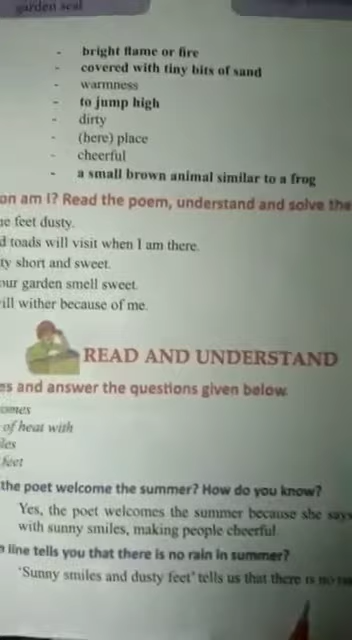 garden seat
- bright flame or fire
- covered with tiny bits of sand
- warmness
- to jump high
- dirty
- (here) place
- cheerful
- a small brown animal similar to a frog
on am I? Read the poem, understand and solve the
feet dusty.
toads will visit when I am there.
short and sweet.
our garden smell sweet.
ill wither because of me.
READ AND UNDERSTAND
es and answer the questions given below
omes
of heat with
les
feet
the poet welcome the summer? How do you know?
Yes, the poet welcomes the summer because she says
with sunny smiles, making people cheerful
line tells you that there is no rain in summer?
'Sunny smiles and dusty feet' tells us that there is no